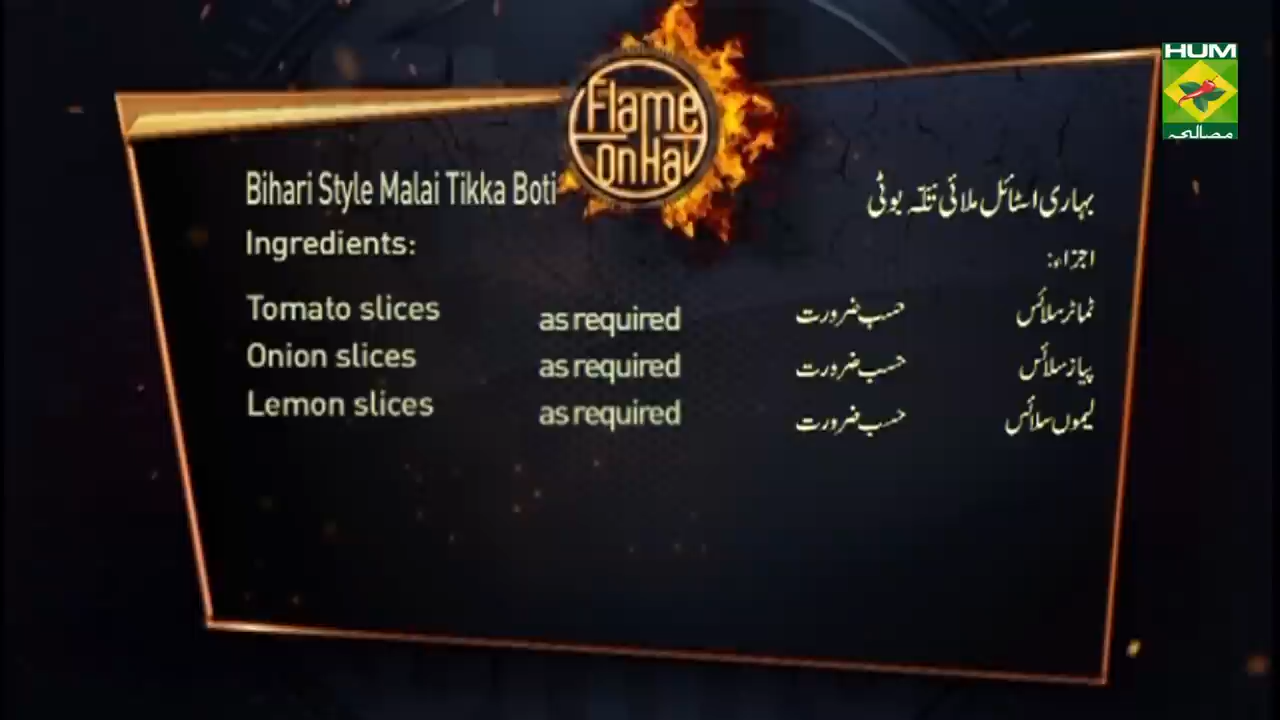 HUM
مصالحہ
Flame
on Hai
Bihari Style Malai Tikka Boti بہاری اسٹائل ملائی تکّہ بوٹی
Ingredients: اجزاء:
Tomato slices as required حسب ضرورت ٹماٹر سلائس
Onion slices as required حسب ضرورت پیاز سلائس
Lemon slices as required حسب ضرورت لیموں سلائس